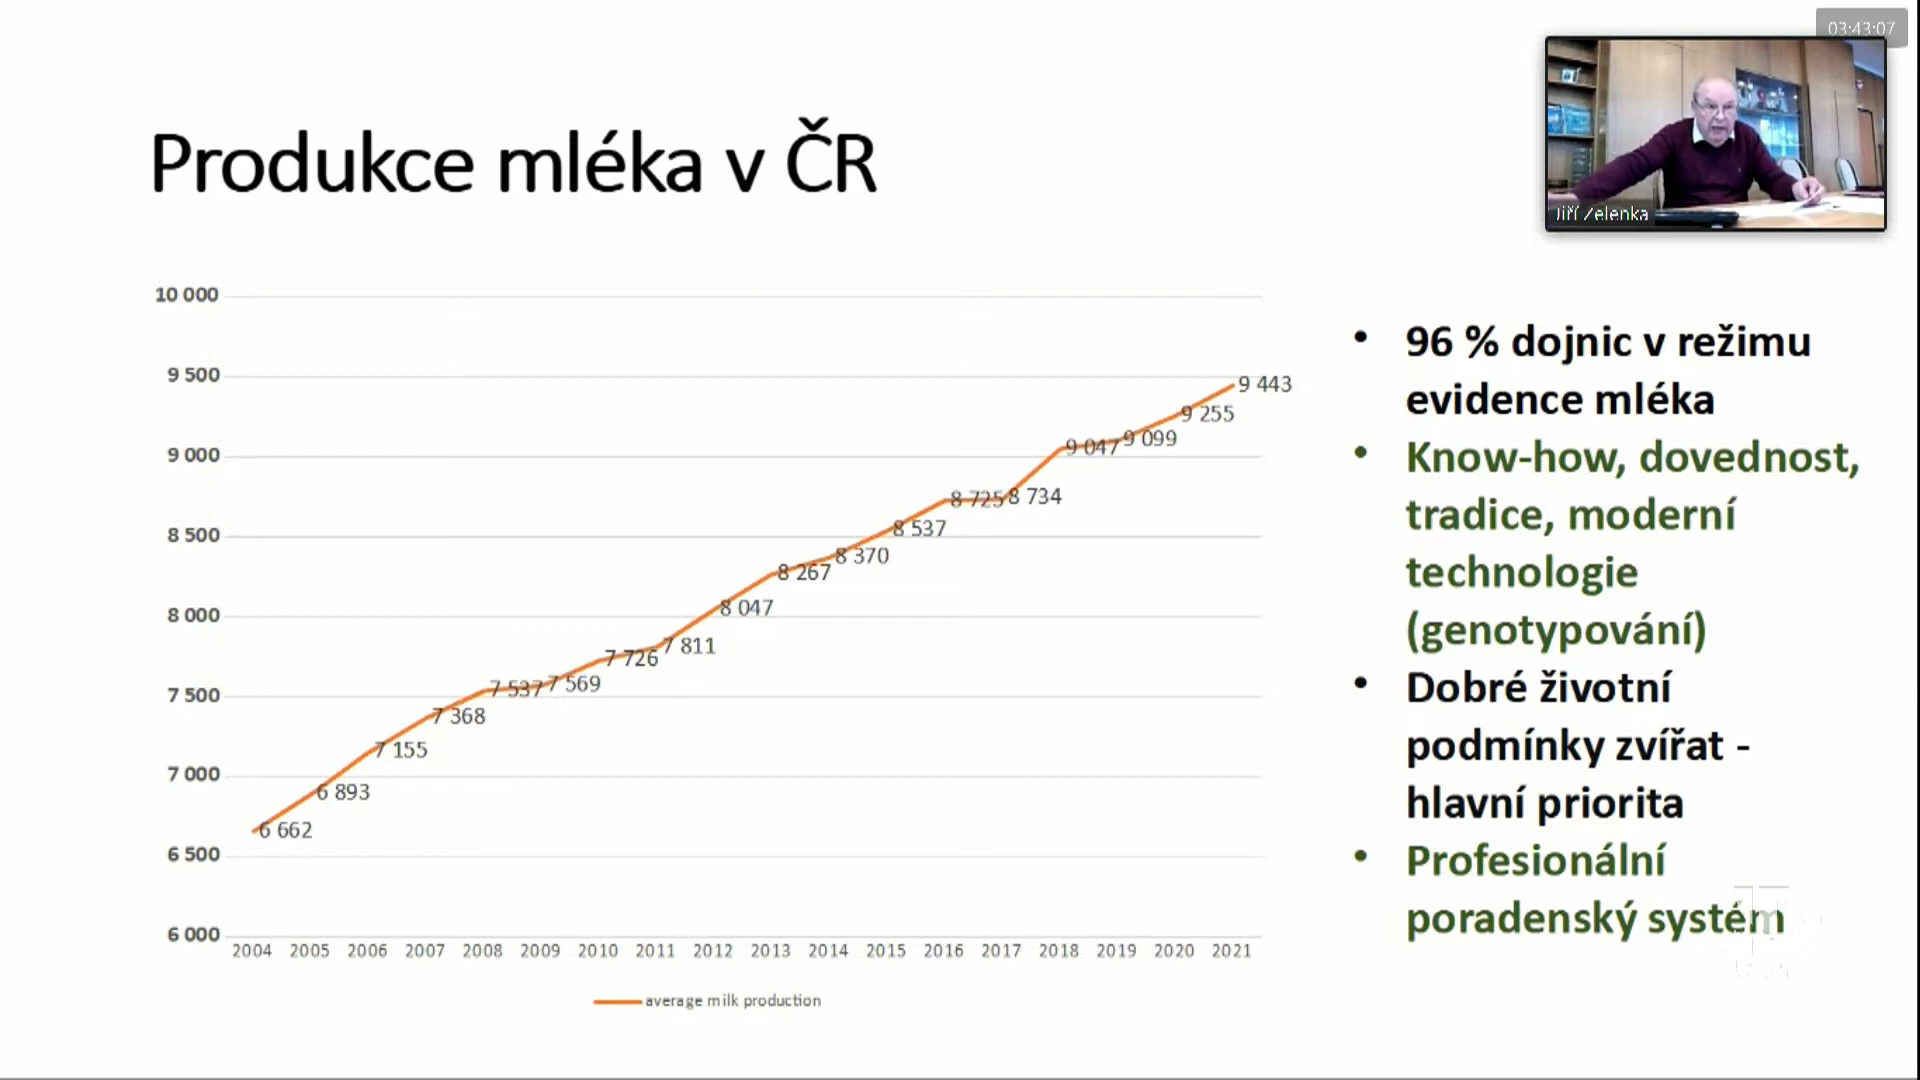 03:43:07
Jiří Zelenka
Produkce mléka v ČR
10 000
9 500
9 000
8 500
8 000
7 500
7 000
6 500
6 000
6 662
6 893
7 155
7 368
7 537
7 569
7 726
7 811
8 047
8 267
8 370
8 537
8 725
8 734
9 047
9 099
9 255
9 443
2004 2005 2006 2007 2008 2009 2010 2011 2012 2013 2014 2015 2016 2017 2018 2019 2020 2021
average milk production
• 96 % dojnic v režimu
evidence mléka
• Know-how, dovednost,
tradice, moderní
technologie
(genotypování)
• Dobré životní
podmínky zvířat -
hlavní priorita
• Profesionální
poradenský systém